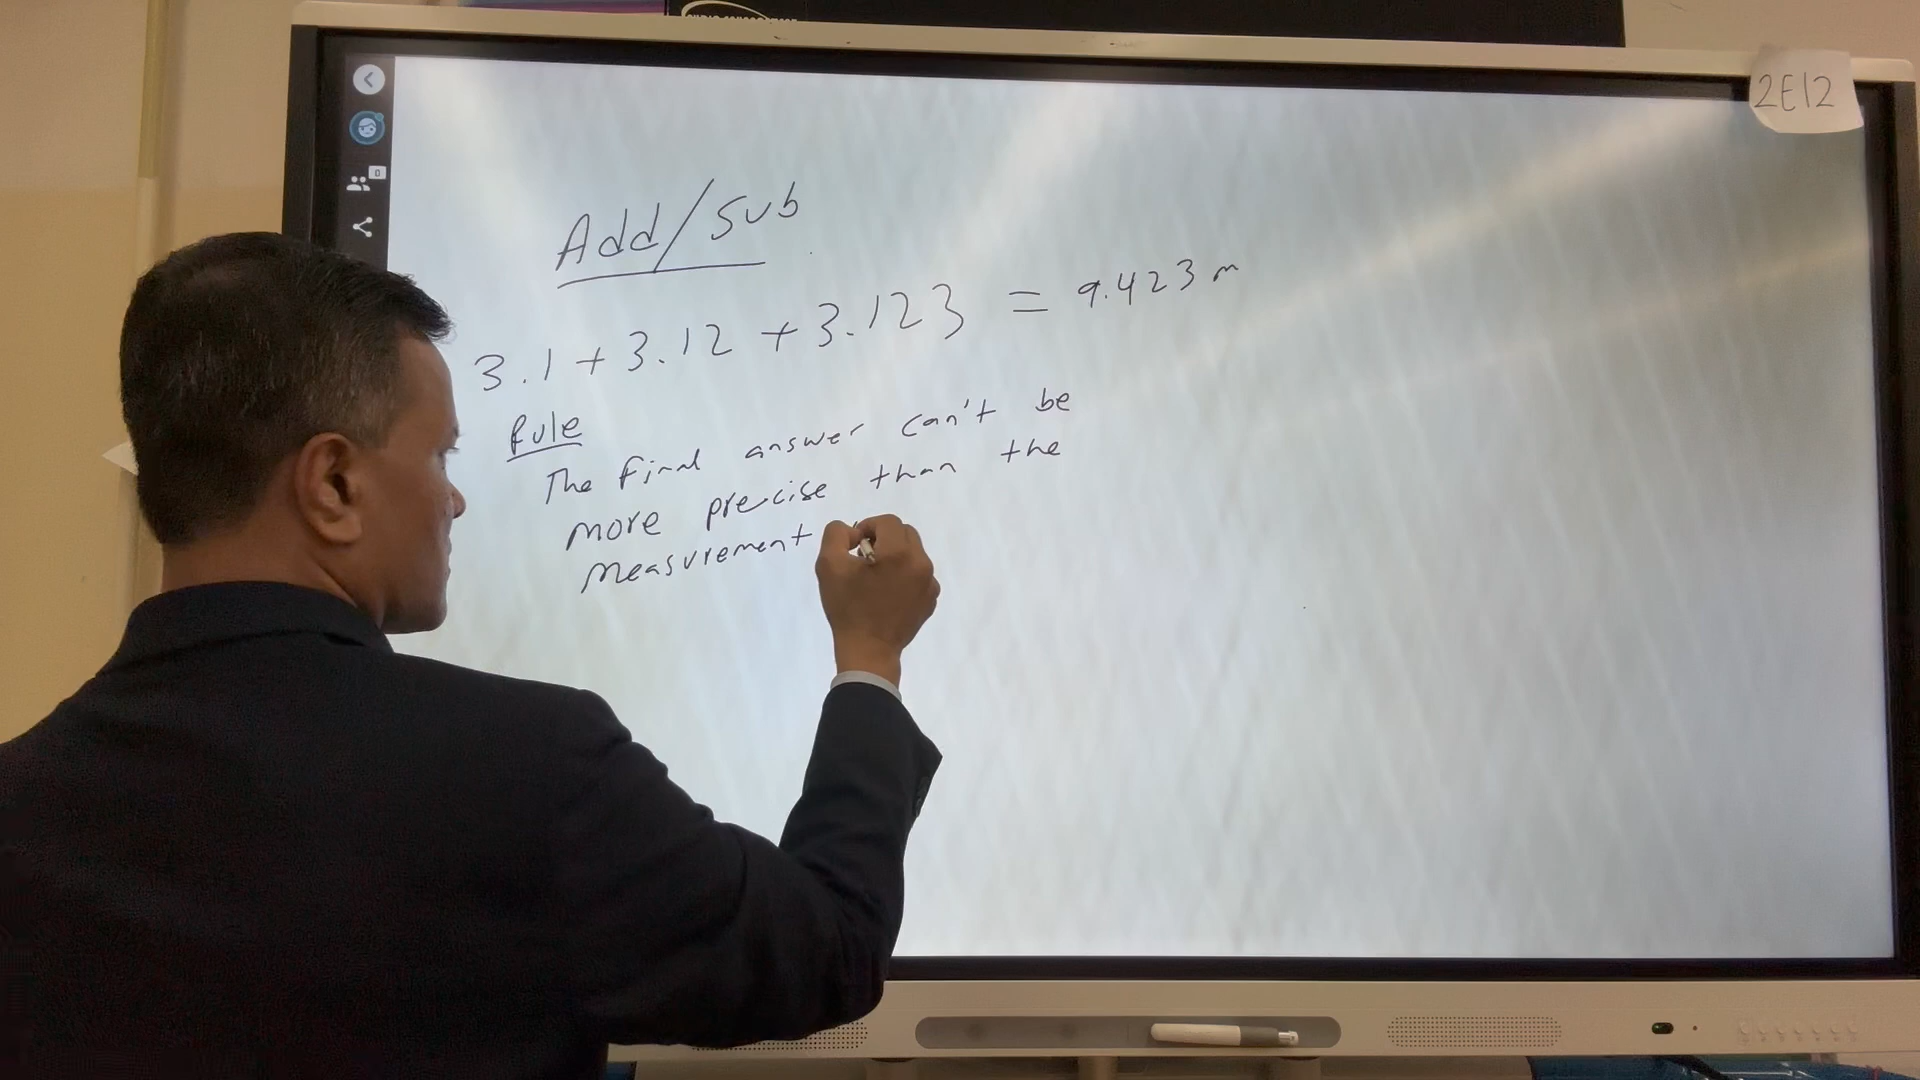 2E12
0
Add/Sub
3.1 + 3.12 + 3.123 = 9.423 m
Rule
The final answer can't be
more precise than the
measurement